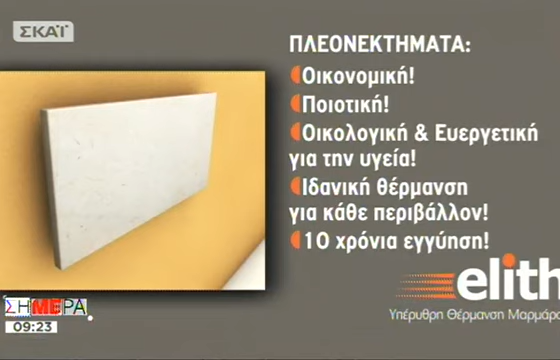 ΣΚΑΪ
ΠΛΕΟΝΕΚΤΗΜΑΤΑ:
Οικονομική!
Ποιοτική!
Οικολογική & Ευεργετική
για την υγεία!
Ιδανική θέρμανση
για κάθε περιβάλλον!
10 χρόνια εγγύηση!
elith
Υπέρυθρη Θέρμανση Μαρμάρο
ΣΗΜΕΡΑ
09:23